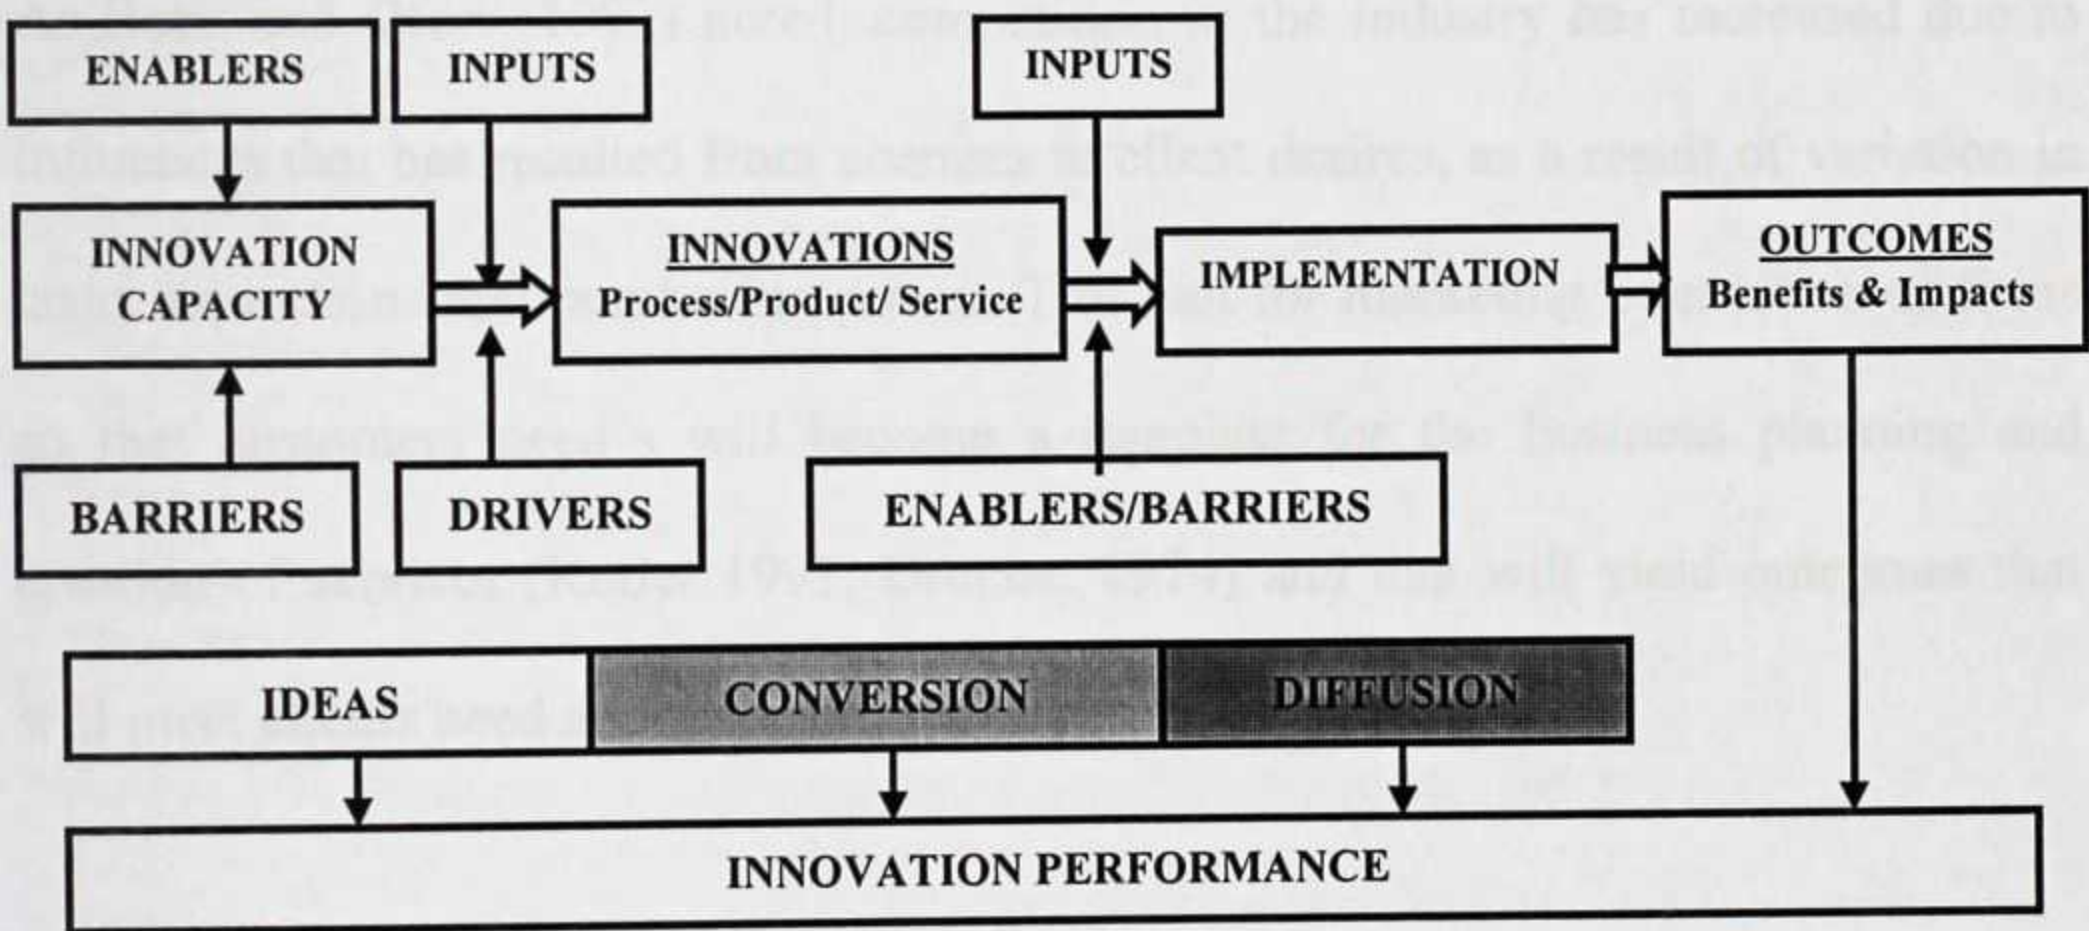 ENABLERS
INPUTS
INPUTS
INNOVATION
CAPACITY
INNOVATIONS
Process/Product/ Service
IMPLEMENTATION
OUTCOMES
Benefits & Impacts
BARRIERS
DRIVERS
ENABLERS/BARRIERS
IDEAS
CONVERSION
DIFFUSION
INNOVATION PERFORMANCE